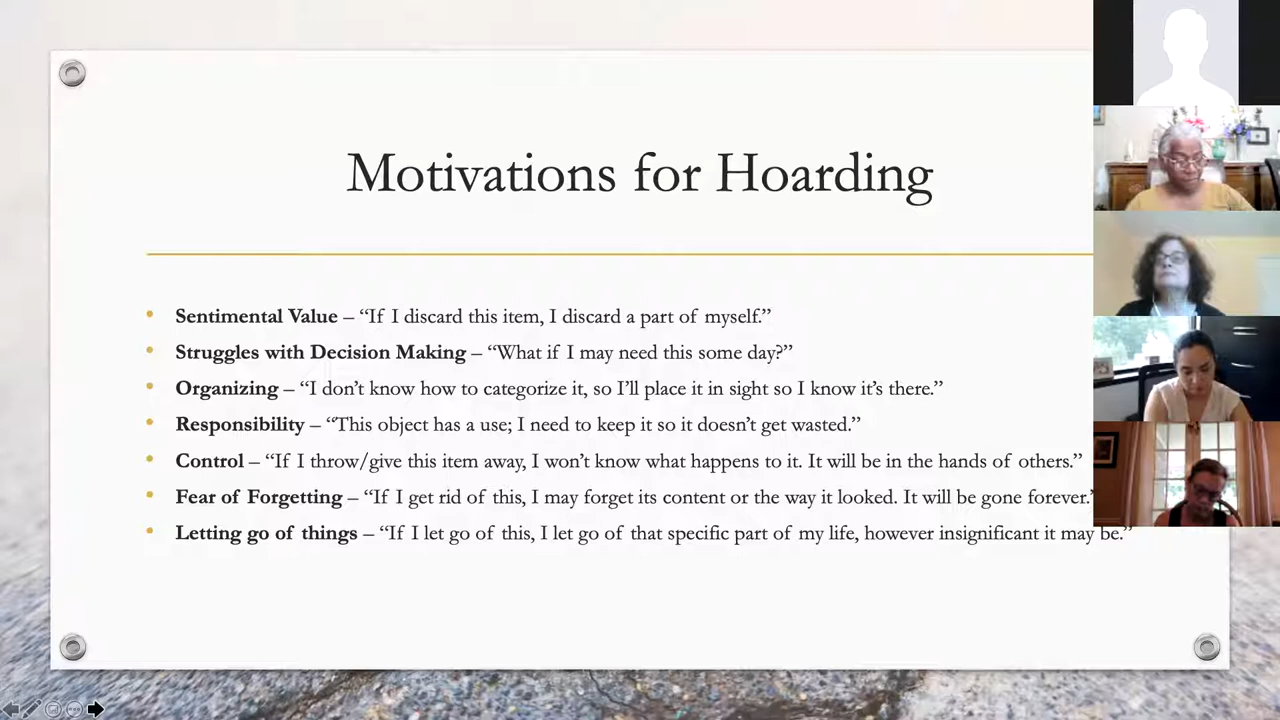 Motivations for Hoarding
• Sentimental Value – “If I discard this item, I discard a part of myself.”
• Struggles with Decision Making – “What if I may need this some day?”
• Organizing – “I don’t know how to categorize it, so I’ll place it in sight so I know it’s there.”
• Responsibility – “This object has a use; I need to keep it so it doesn’t get wasted.”
• Control – “If I throw/give this item away, I won’t know what happens to it. It will be in the hands of others.”
• Fear of Forgetting – “If I get rid of this, I may forget its content or the way it looked. It will be gone forever.”
• Letting go of things – “If I let go of this, I let go of that specific part of my life, however insignificant it may be.”